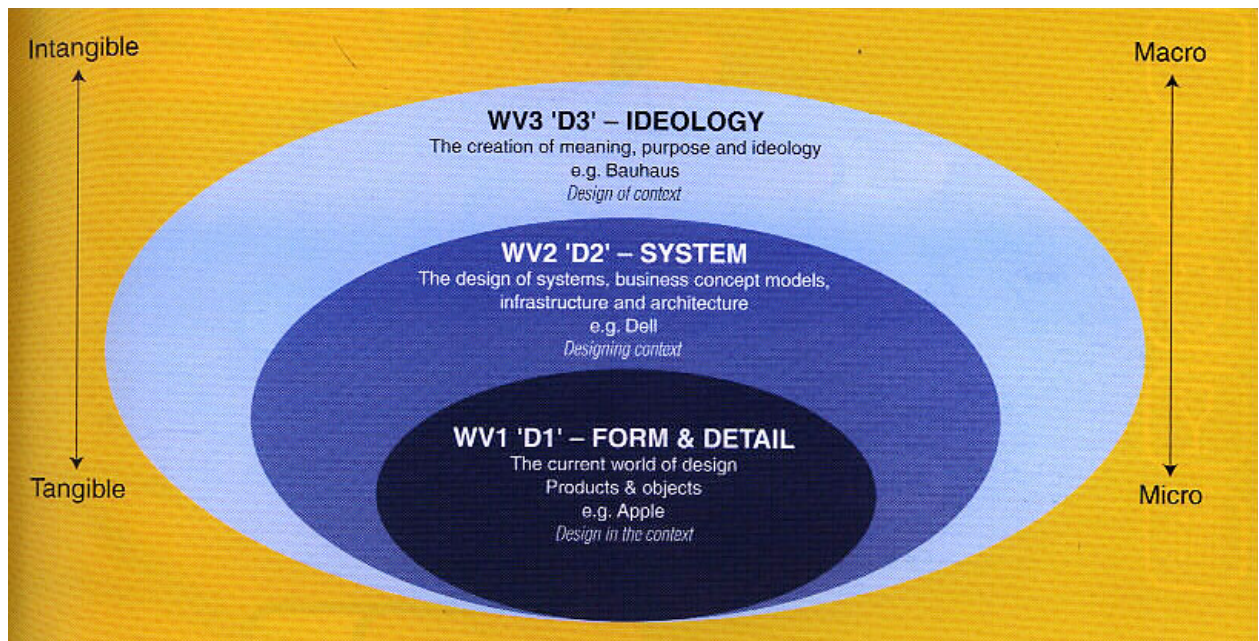 Intangible
Macro
WV3 'D3' – IDEOLOGY
The creation of meaning, purpose and ideology
e.g. Bauhaus
Design of context
WV2 'D2' – SYSTEM
The design of systems, business concept models,
infrastructure and architecture
e.g. Dell
Designing context
WV1 'D1' – FORM & DETAIL
The current world of design
Products & objects
e.g. Apple
Design in the context
Tangible
Micro